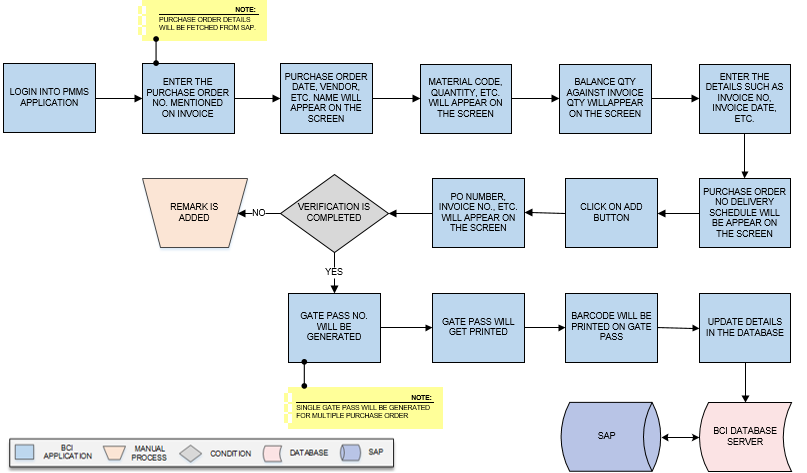 NOTE:
PURCHASE ORDER DETAILS
WILL BE FETCHED FROM SAP.
LOGIN INTO PMMS
APPLICATION
ENTER THE
PURCHASE ORDER
NO. MENTIONED
ON INVOICE
PURCHASE ORDER
DATE, VENDOR,
ETC. NAME WILL
APPEAR ON THE
SCREEN
MATERIAL CODE,
QUANTITY, ETC.
WILL APPEAR ON
THE SCREEN
BALANCE QTY
AGAINST INVOICE
QTY WILLAPPEAR
ON THE SCREEN
ENTER THE
DETAILS SUCH AS
INVOICE NO,
INVOICE DATE,
ETC.
REMARK IS
ADDED
NO
VERIFICATION IS
COMPLETED
PO NUMBER,
INVOICE NO., ETC.
WILL APPEAR ON
THE SCREEN
CLICK ON ADD
BUTTON
PURCHASE ORDER
NO DELIVERY
SCHEDULE WILL
BE APPEAR ON
THE SCREEN
YES
GATE PASS NO.
WILL BE
GENERATED
GATE PASS WILL
GET PRINTED
BARCODE WILL BE
PRINTED ON GATE
PASS
UPDATE DETAILS
IN THE DATABASE
NOTE:
SINGLE GATE PASS WILL BE GENERATED
FOR MULTIPLE PURCHASE ORDER
SAP
BCI DATABASE
SERVER
BCI
APPLICATION
MANUAL
PROCESS
CONDITION
DATABASE
SAP